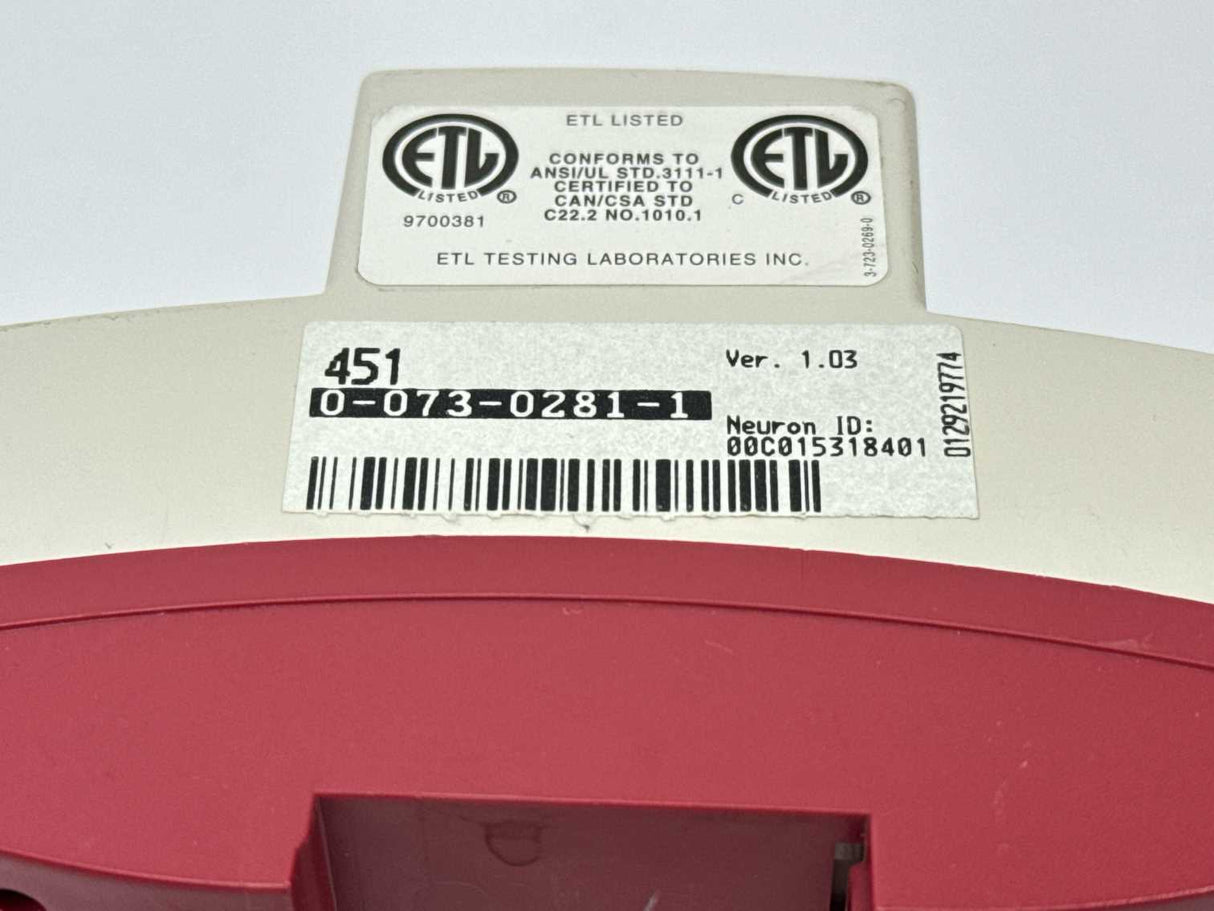 ETL LISTED
ETL
LISTED
®
9700381
CONFORMS TO
ANSI/UL STD.3111-1
CERTIFIED TO
CAN/CSA STD
C22.2 NO.1010.1
C
ETL
LISTED
®
ETL TESTING LABORATORIES INC.
3-723-0269-0
451
0-073-0281-1
Ver. 1.03
Neuron ID:
00C015318401
0129219774